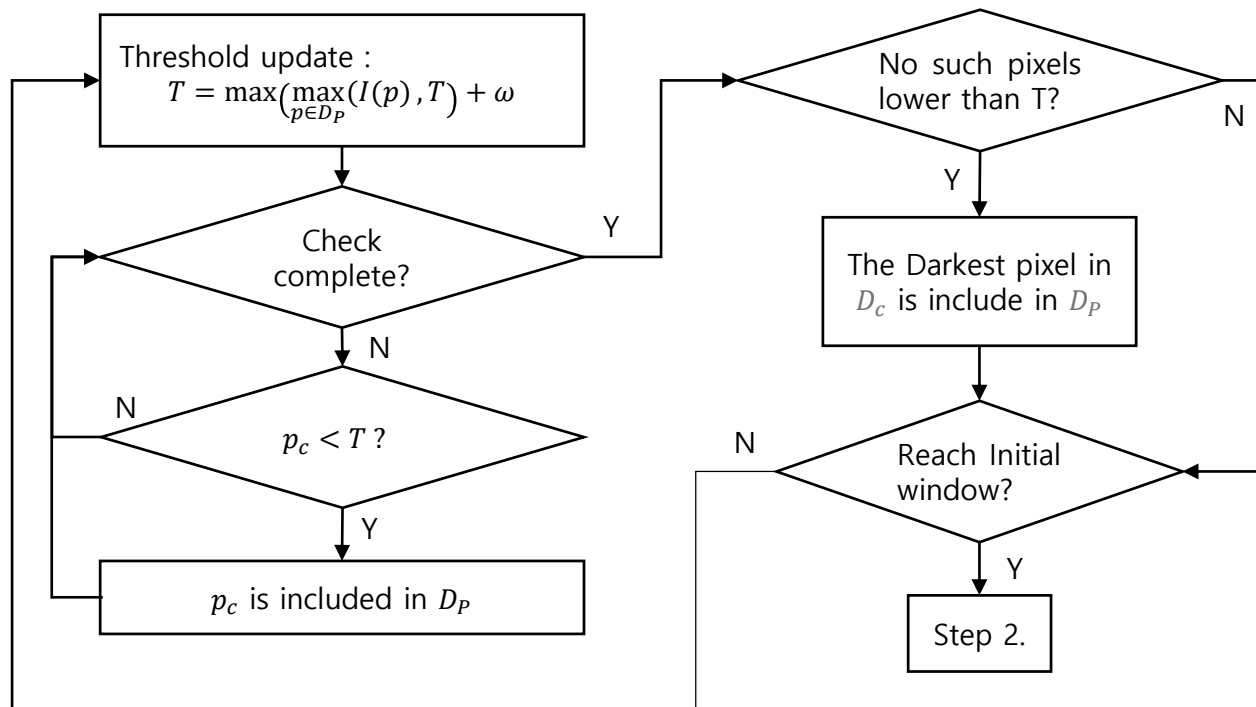 Threshold update :
T = max(max(I(p) , T) + ω
p∈D_P
Check
complete?
Y
N
p_c < T ?
N
Y
p_c is included in D_P
No such pixels
lower than T?
N
Y
The Darkest pixel in
D_c is include in D_P
Reach Initial
window?
N
Y
Step 2.